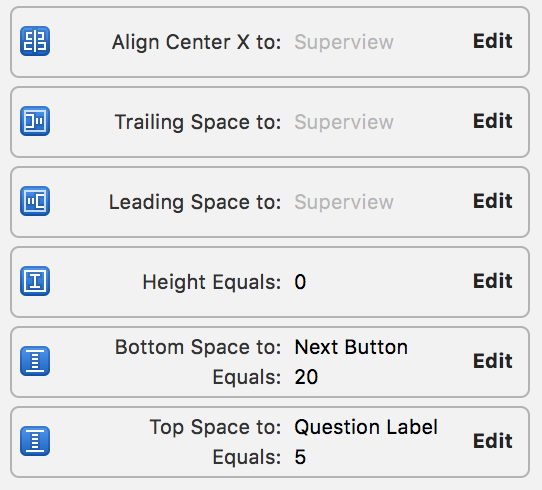 Align Center X to: Superview Edit
Trailing Space to: Superview Edit
Leading Space to: Superview Edit
Height Equals: 0 Edit
Bottom Space to: Next Button
Equals: 20 Edit
Top Space to: Question Label
Equals: 5 Edit